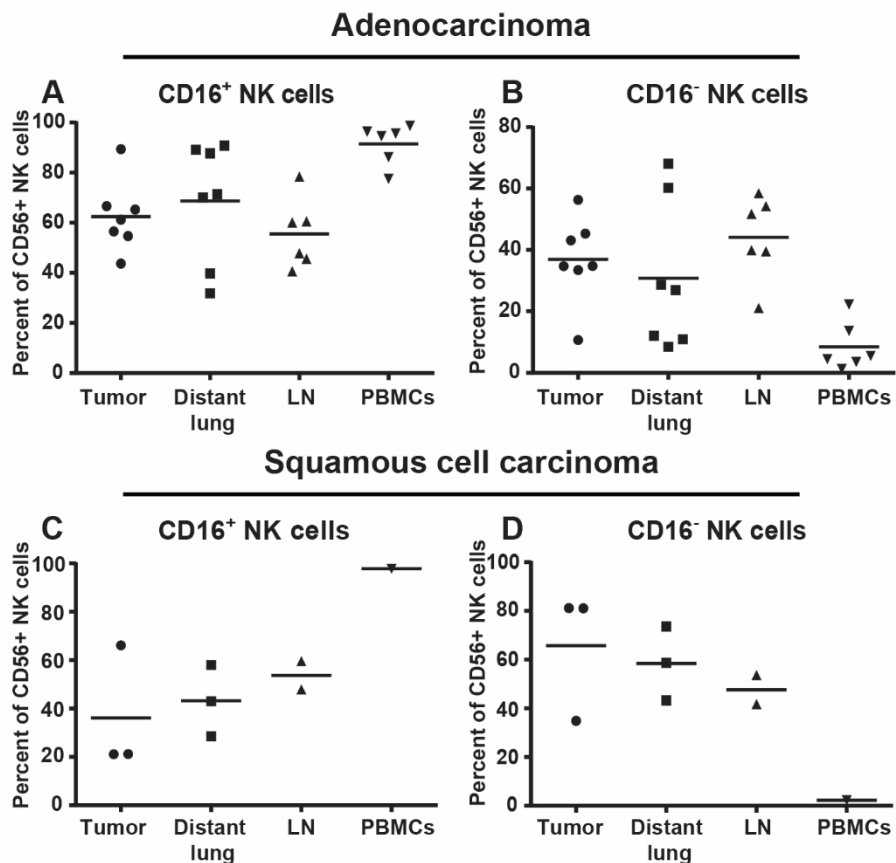 Adenocarcinoma
A
CD16⁺ NK cells
Percent of CD56+ NK cells
100
80
60
40
20
0
Tumor Distant lung LN PBMCs
B
CD16⁻ NK cells
Percent of CD56+ NK cells
80
60
40
20
0
Tumor Distant lung LN PBMCs
Squamous cell carcinoma
C
CD16⁺ NK cells
Percent of CD56+ NK cells
100
80
60
40
20
0
Tumor Distant lung LN PBMCs
D
CD16⁻ NK cells
Percent of CD56+ NK cells
100
80
60
40
20
0
Tumor Distant lung LN PBMCs